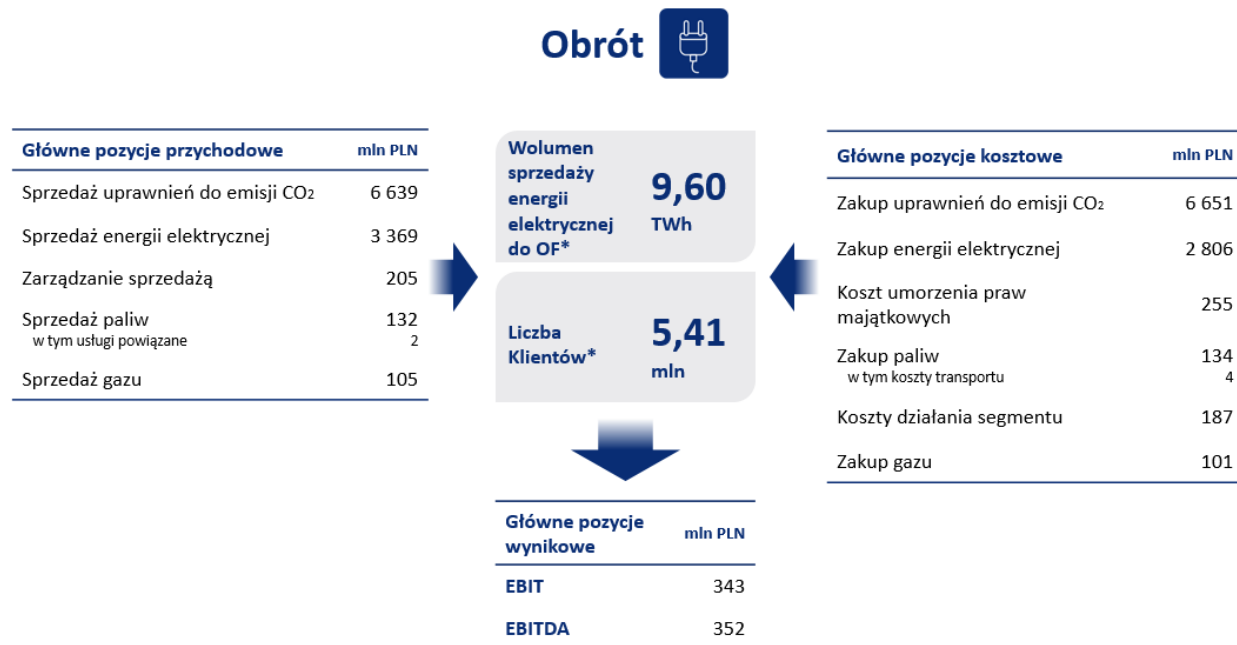 Obrót
Główne pozycje przychodowe mln PLN
Sprzedaż uprawnień do emisji CO2 6 639
Sprzedaż energii elektrycznej 3 369
Zarządzanie sprzedażą 205
Sprzedaż paliw 132
w tym usługi powiązane 2
Sprzedaż gazu 105
Wolumen
sprzedaży
energii
elektrycznej
do OF*
9,60
TWh
Liczba
Klientów*
5,41
mln
Główne pozycje kosztowe mln PLN
Zakup uprawnień do emisji CO2 6 651
Zakup energii elektrycznej 2 806
Koszt umorzenia praw
majątkowych 255
Zakup paliw 134
w tym koszty transportu 4
Koszty działania segmentu 187
Zakup gazu 101
Główne pozycje
wynikowe mln PLN
EBIT 343
EBITDA 352